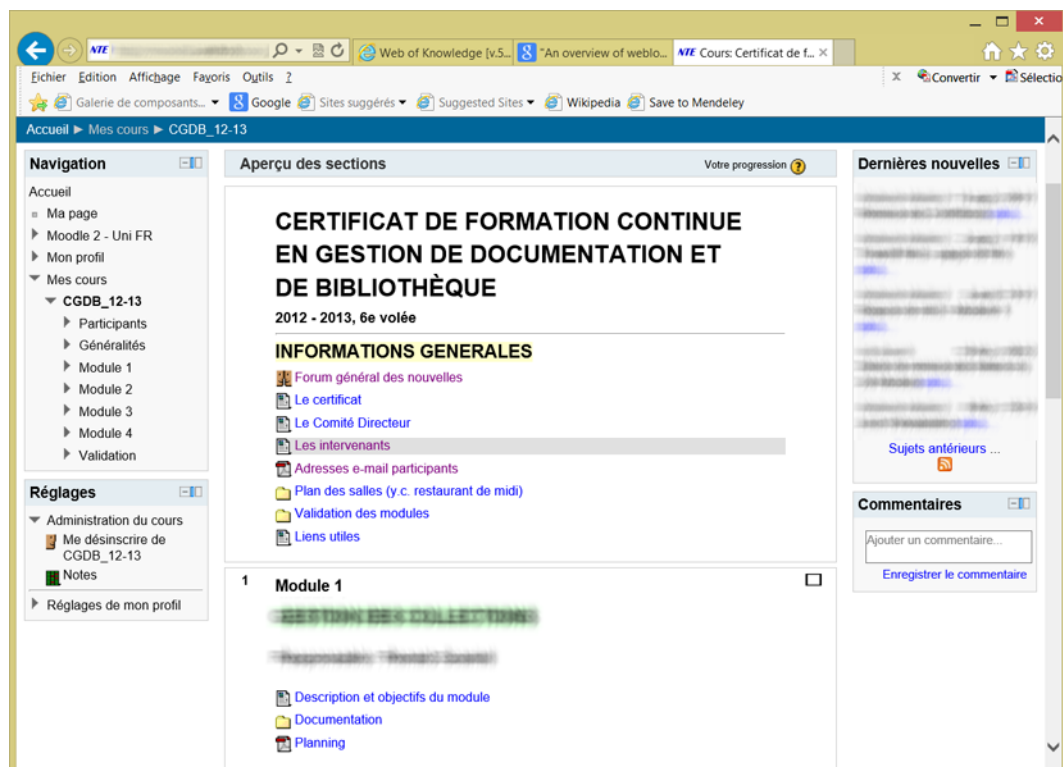 NTE
Web of Knowledge [v.5...
"An overview of weblo...
NTE Cours: Certificat de f... ×
Fichier Edition Affichage Favoris Outils ?
x Convertir Sélectio
Galerie de composants...
Google
Sites suggérés
Suggested Sites
Wikipedia
Save to Mendeley
Accueil ► Mes cours ► CGDB_12-13
Navigation
Accueil
Ma page
Moodle 2 - Uni FR
Mon profil
Mes cours
CGDB_12-13
Participants
Généralités
Module 1
Module 2
Module 3
Module 4
Validation
Réglages
Administration du cours
Me désinscrire de
CGDB_12-13
Notes
Réglages de mon profil
Aperçu des sections
Votre progression
CERTIFICAT DE FORMATION CONTINUE
EN GESTION DE DOCUMENTATION ET
DE BIBLIOTHÈQUE
2012 - 2013, 6e volée
INFORMATIONS GENERALES
Forum général des nouvelles
Le certificat
Le Comité Directeur
Les intervenants
Adresses e-mail participants
Plan des salles (y.c. restaurant de midi)
Validation des modules
Liens utiles
1
Module 1
Description et objectifs du module
Documentation
Planning
Dernières nouvelles
Sujets antérieurs ...
Commentaires
Ajouter un commentaire...
Enregistrer le commentaire